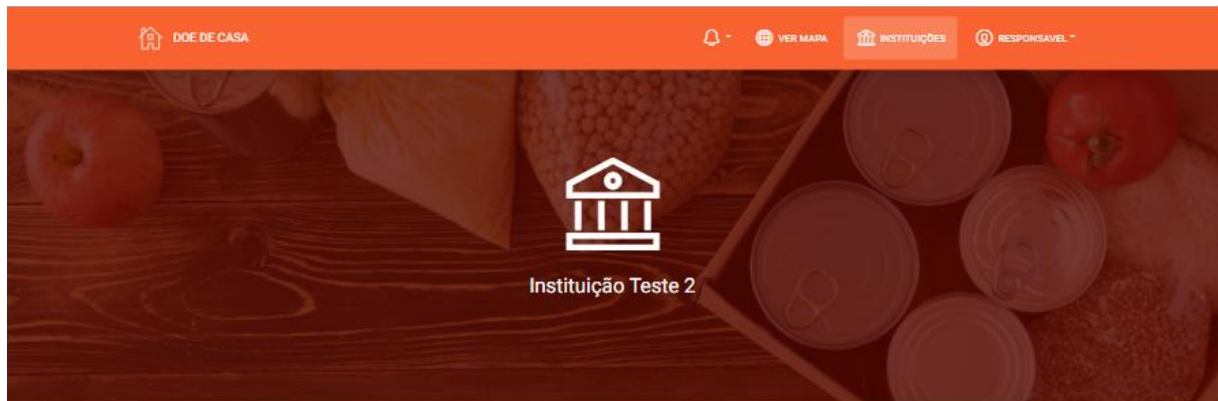 DOE DE CASA
VER MAPA
INSTITUIÇÕES
RESPONSAVEL
Instituição Teste 2